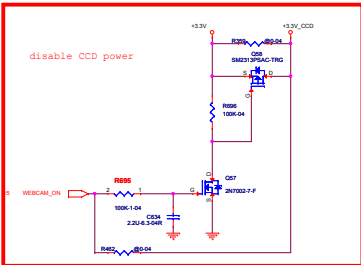 +3.3V +3.3V_CCD
R359 @0-04
disable CCD power
Q56
SM2313PSAC-TRG
S D
G
R696
100K-04
R695
D Q57
WEBCAM_ON 2 1 G 2N7002-7-F
S
100K-1-04
C634
2.2U-6.3-04R
R462 @0-04